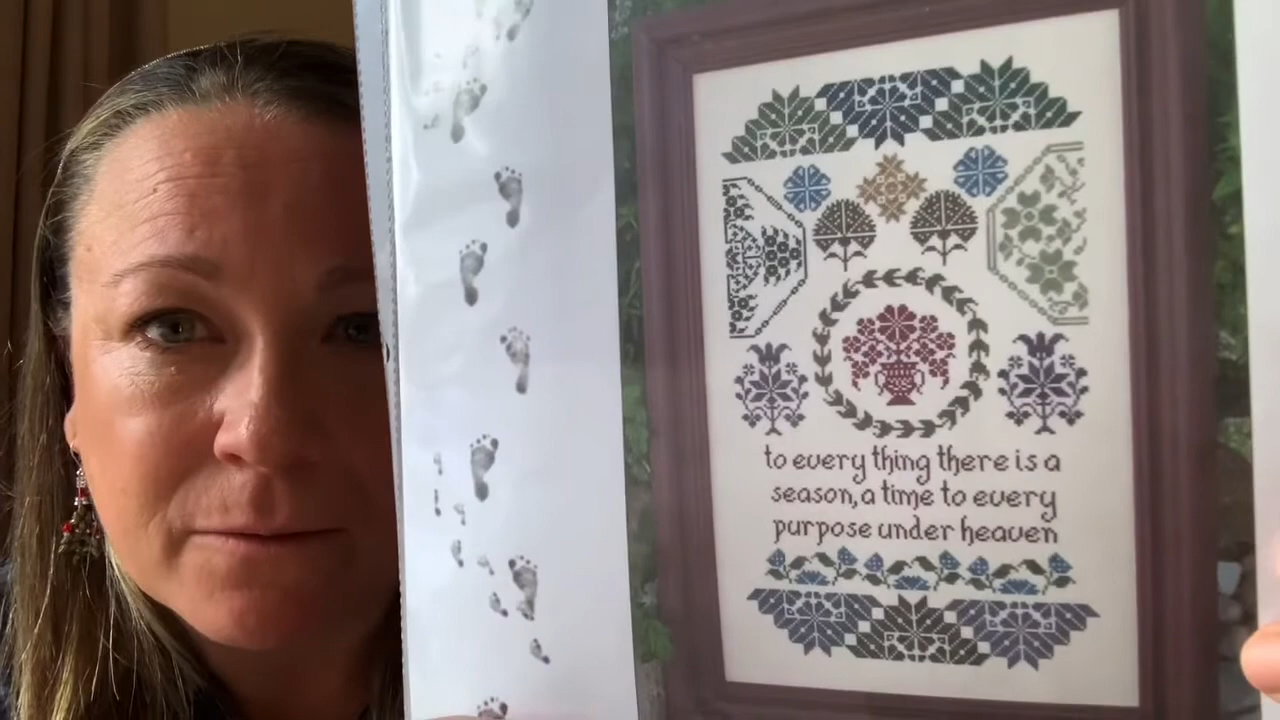 to every thing there is a
season, a time to every
purpose under heaven